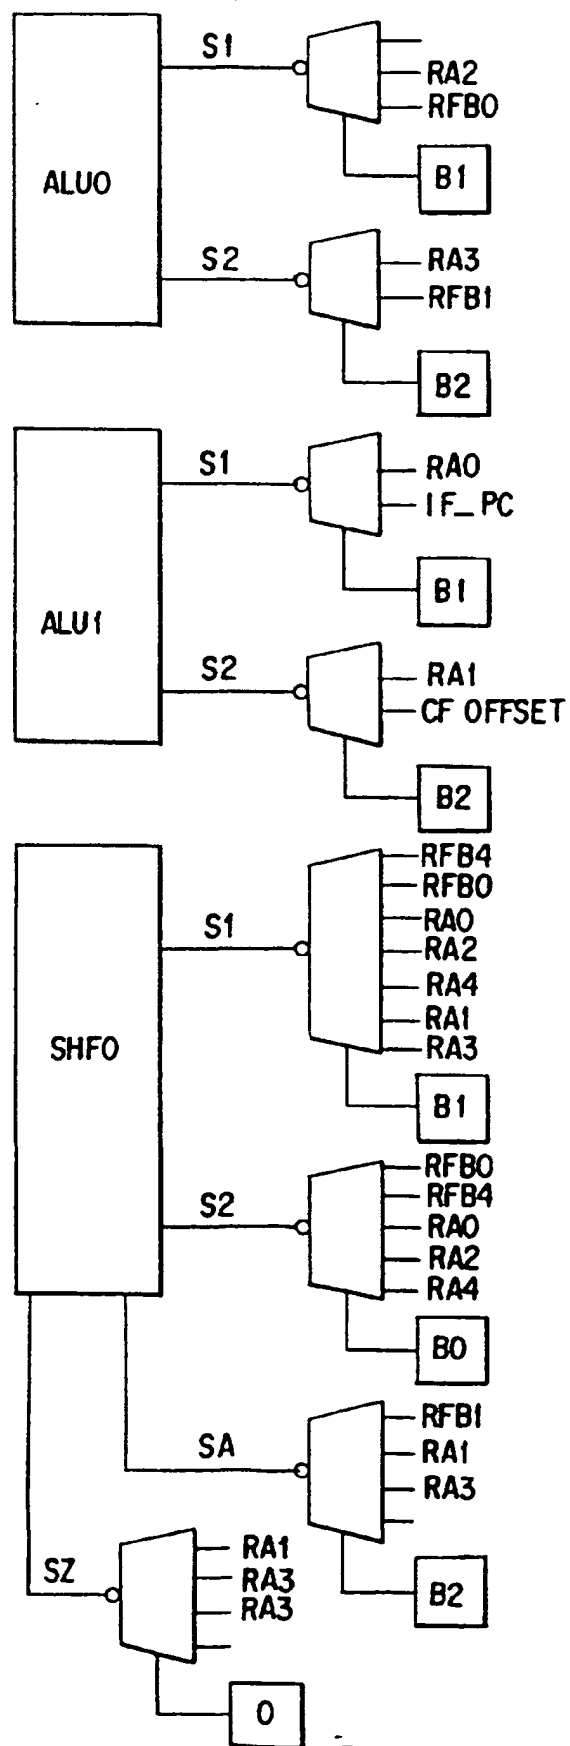 S1
RA2
RFB0
ALU0
B1
S2
RA3
RFB1
B2
S1
RA0
IF_PC
B1
ALU1
S2
RA1
CF OFFSET
B2
RFB4
RFB0
S1
RA0
RA2
RA4
RA1
SHF0
RA3
B1
RFB0
RFB4
S2
RA0
RA2
RA4
B0
RFB1
SA
RA1
RA3
RA1
SZ
RA3
RA3
B2
0